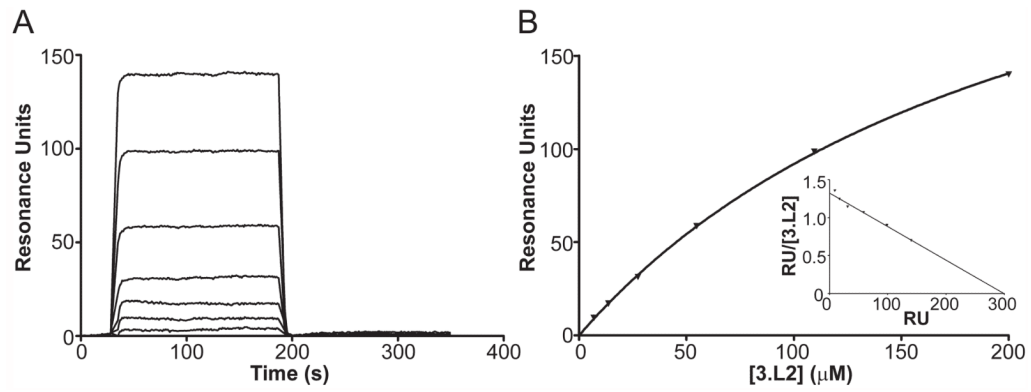 A
150
100
50
0
Resonance Units
0 100 200 300 400
Time (s)
B
150
100
50
0
Resonance Units
0 50 100 150 200
[3.L2] (μM)
1.5
1.0
0.5
0
RU/[3.L2]
0 100 200 300
RU